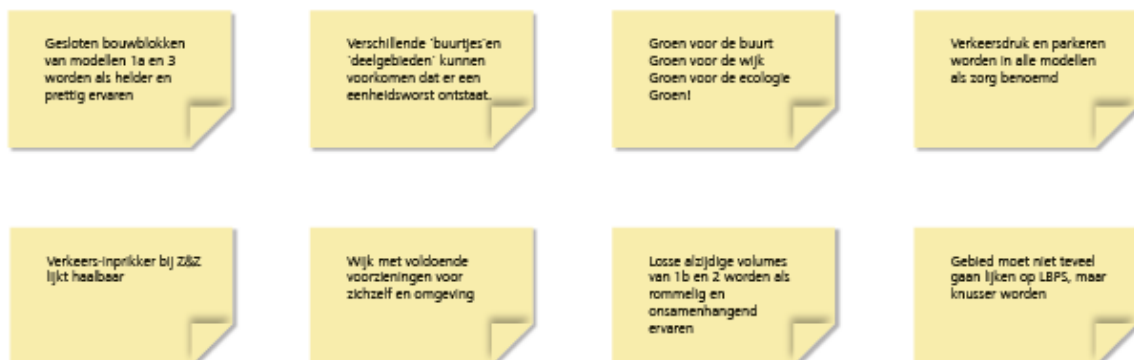 Gesloten bouwblokken
van modellen 1a en 3
worden als helder en
prettig ervaren
Verschillende 'buurtjes'en
'deelgebieden' kunnen
voorkomen dat er een
eenheidsworst ontstaat.
Groen voor de buurt
Groen voor de wijk
Groen voor de ecologie
Groen!
Verkeersdruk en parkeren
worden in alle modellen
als zorg benoemd
Verkeers-inprikker bij Z&Z
lijkt haalbaar
Wijk met voldoende
voorzieningen voor
zichzelf en omgeving
Losse alzijdige volumes
van 1b en 2 worden als
rommelig en
onsamenhangend
ervaren
Gebied moet niet teveel
gaan lijken op LBPS, maar
knusser worden